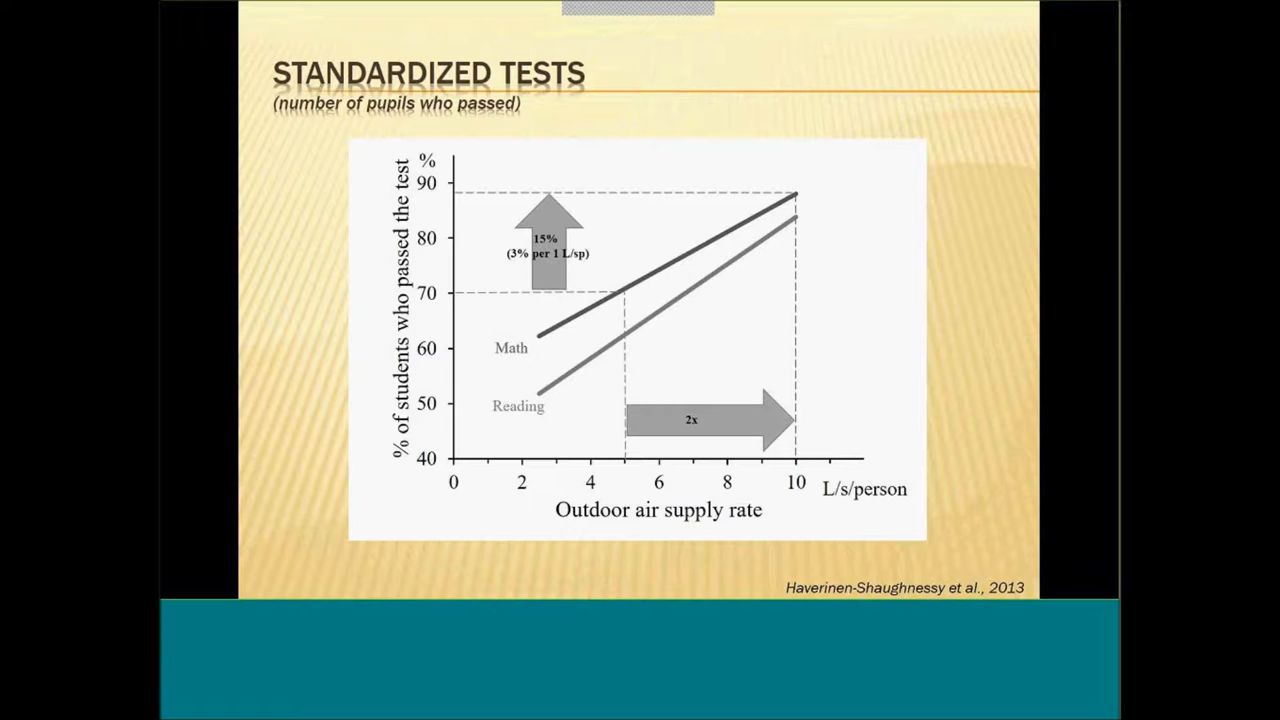 STANDARDIZED TESTS
(number of pupils who passed)
% of students who passed the test
%
90
80
70
60
50
40
15%
(3% per 1 L/sp)
Math
Reading
2x
0 2 4 6 8 10 L/s/person
Outdoor air supply rate
Haverinen-Shaughnessy et al., 2013